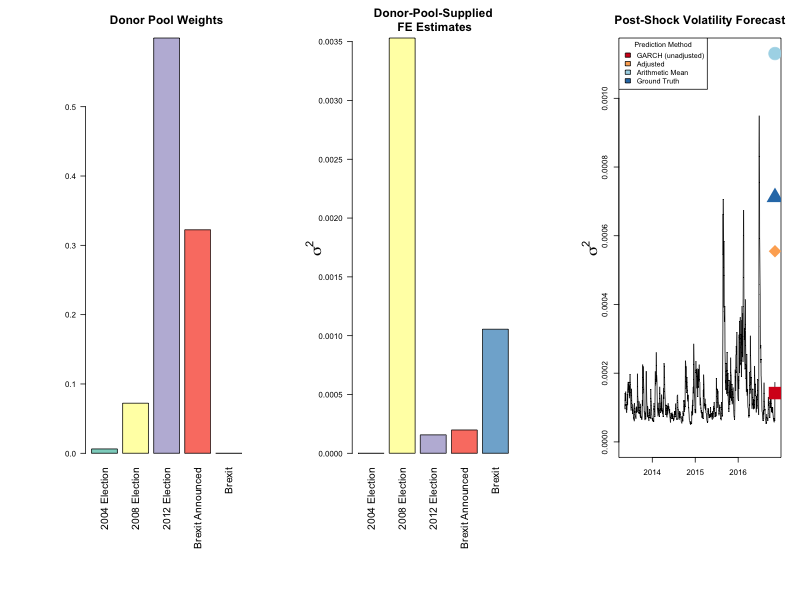 Donor Pool Weights
0.5
0.4
0.3
0.2
0.1
0.0
2004 Election
2008 Election
2012 Election
Brexit Announced
Brexit
Donor-Pool-Supplied
FE Estimates
σ²
0.0035
0.0030
0.0025
0.0020
0.0015
0.0010
0.0005
0.0000
2004 Election
2008 Election
2012 Election
Brexit Announced
Brexit
Post-Shock Volatility Forecast
Prediction Method
GARCH (unadjusted)
Adjusted
Arithmetic Mean
Ground Truth
σ²
0.0010
0.0008
0.0006
0.0004
0.0002
0.0000
2014
2015
2016